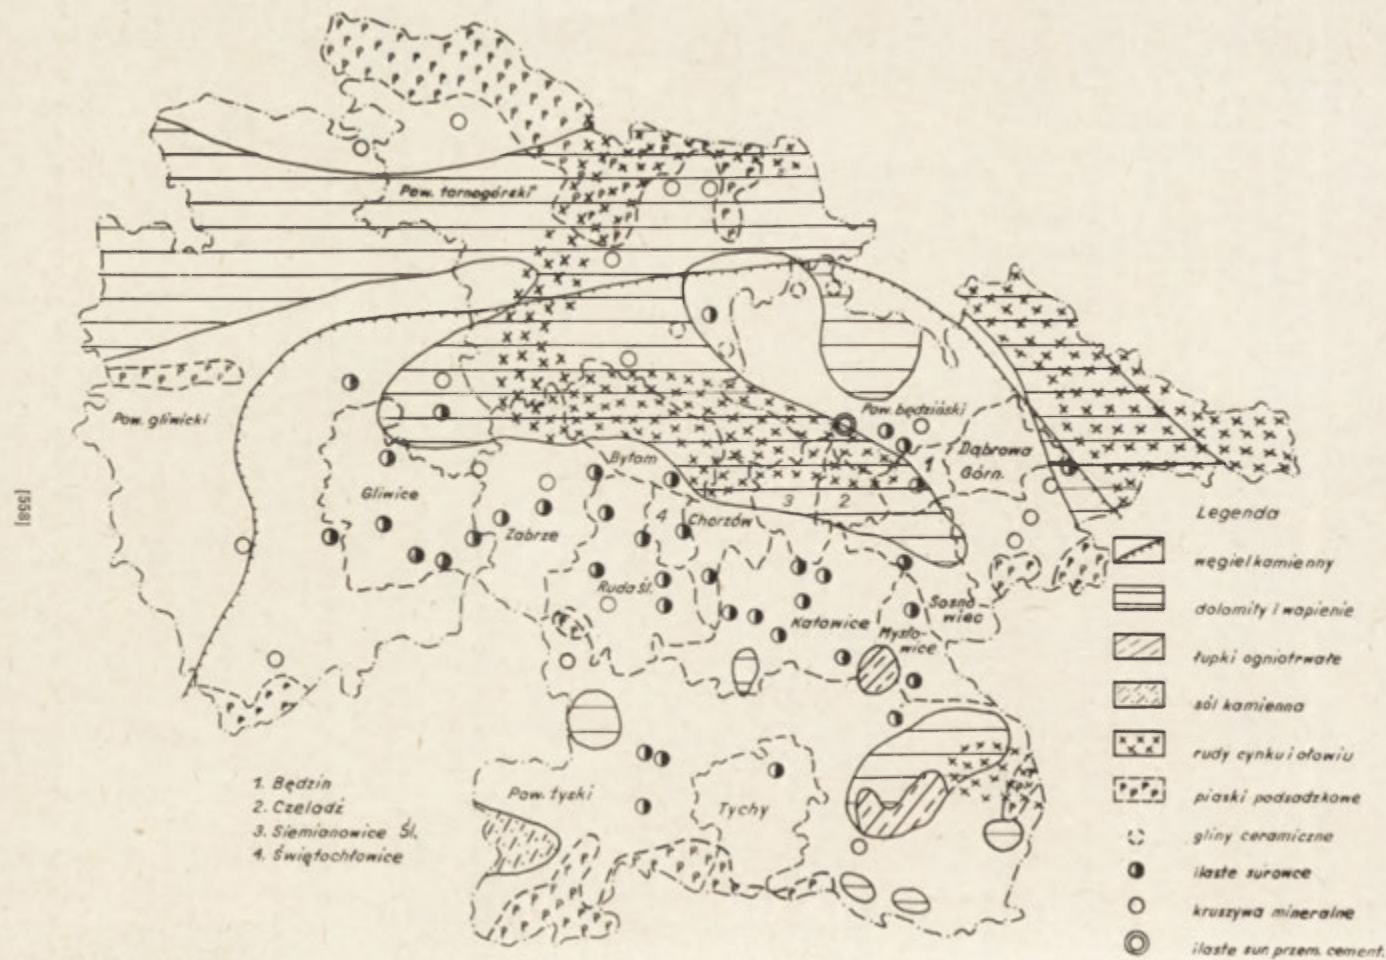 Pow. tarnogórski
Pow. gliwicki
Pow. będziński
Dąbrowa
Górn.
1
Bytom
Gliwice
3
2
4
Chorzów
Zabrze
Ruda Śl.
Katowice
Sosno
wiec
Mysło-
wice
Pow. tyski
Tychy
[558]
1. Będzin
2. Czeladź
3. Siemianowice Śl.
4. Świętochłowice
Legenda
węgiel kamienny
dolomity i wapienie
łupki ogniotrwałe
sól kamienna
rudy cynku i ołowiu
piaski podsadzkowe
gliny ceramiczne
ilaste surowce
kruszywa mineralne
ilaste sur. przem. cement.